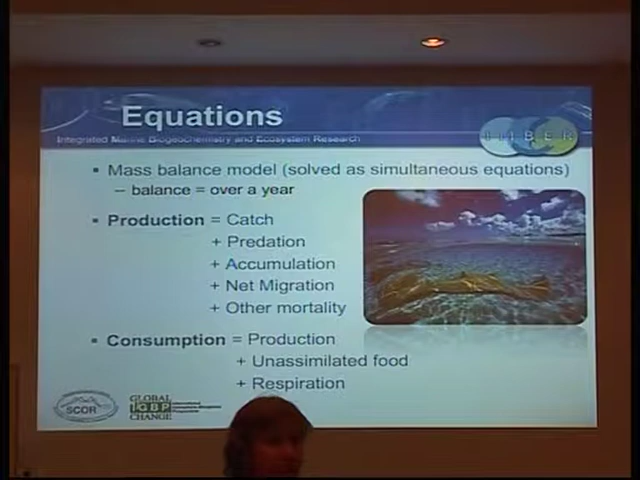 Equations
Integrated Marine Biogeochemistry and Ecosystem Research
I M B E R
▪ Mass balance model (solved as simultaneous equations)
– balance = over a year
▪ Production = Catch
+ Predation
+ Accumulation
+ Net Migration
+ Other mortality
▪ Consumption = Production
+ Unassimilated food
+ Respiration
SCOR
GLOBAL
IGBP
CHANGE